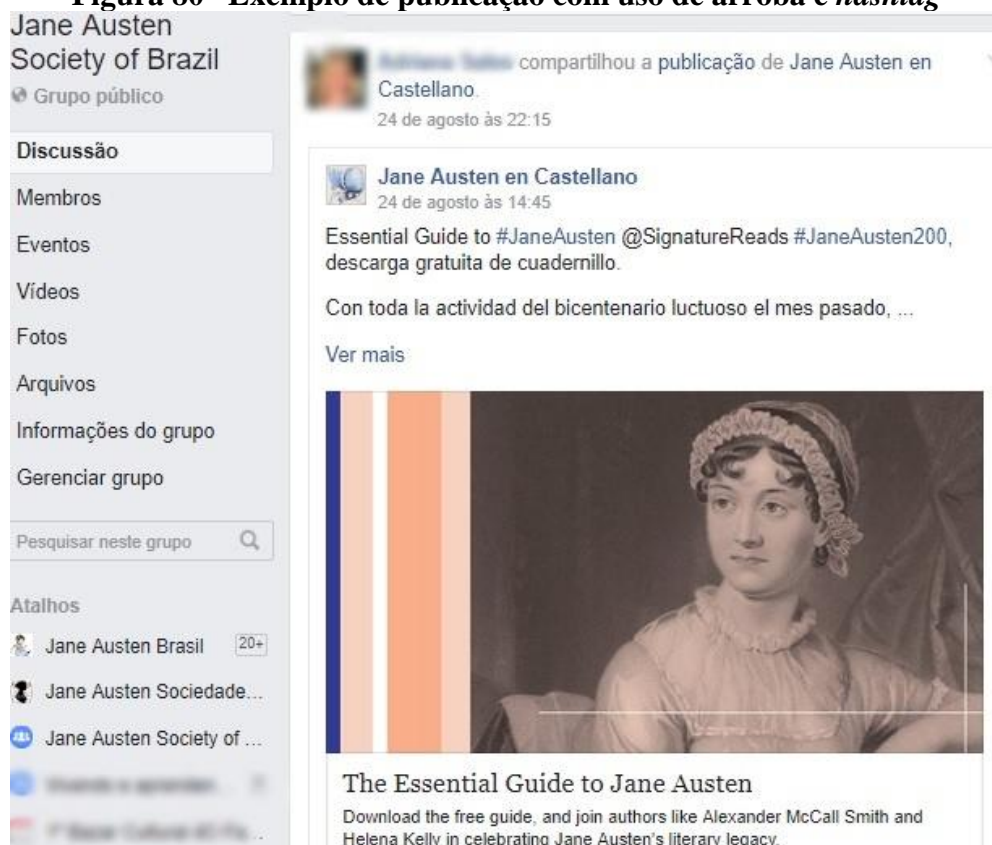 Figura 80 - Exemplo de publicação com uso de arroba e hashtag
Jane Austen
Society of Brazil
Grupo público
Discussão
Membros
Eventos
Vídeos
Fotos
Arquivos
Informações do grupo
Gerenciar grupo
Pesquisar neste grupo
Atalhos
Jane Austen Brasil 20+
Jane Austen Sociedade...
Jane Austen Society of ...
compartilhou a publicação de Jane Austen en
Castellano.
24 de agosto às 22:15
Jane Austen en Castellano
24 de agosto às 14:45
Essential Guide to #JaneAusten @SignatureReads #JaneAusten200,
descarga gratuita de cuadernillo.
Con toda la actividad del bicentenario luctuoso el mes pasado, ...
Ver mais
The Essential Guide to Jane Austen
Download the free guide, and join authors like Alexander McCall Smith and
Helena Kelly in celebrating Jane Austen's literary legacy.